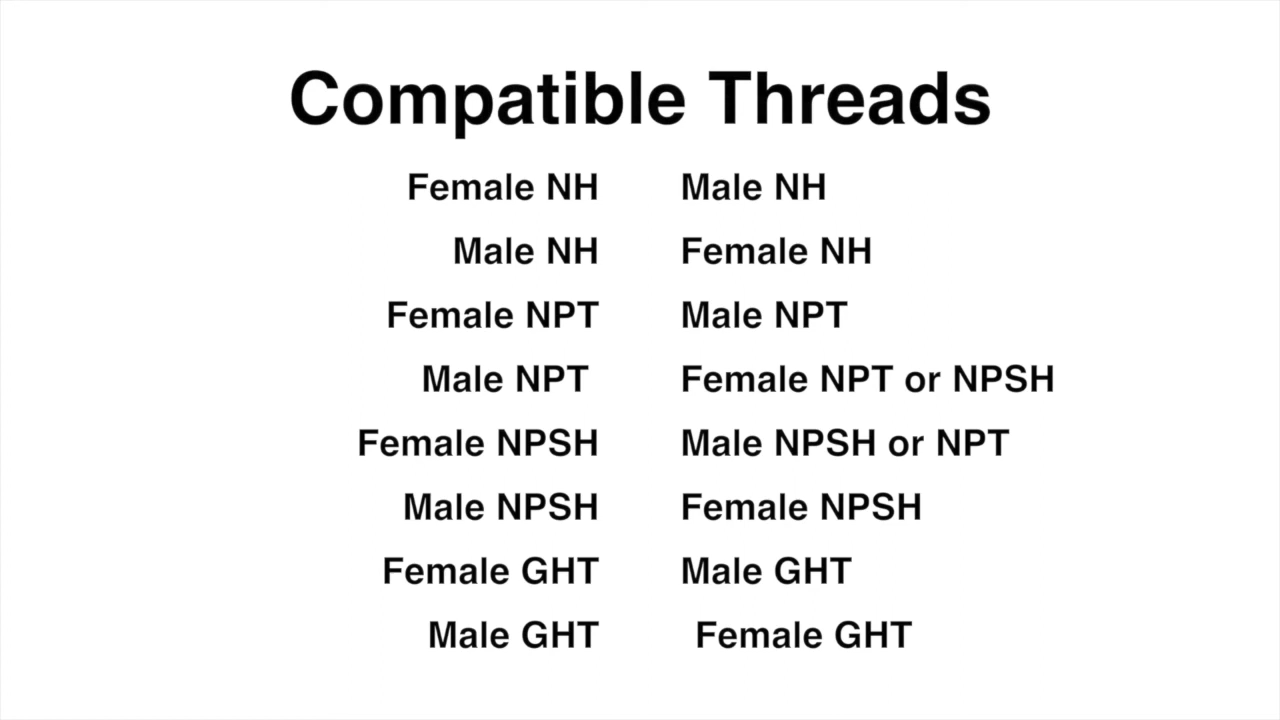 Compatible Threads
Female NH Male NH
Male NH Female NH
Female NPT Male NPT
Male NPT Female NPT or NPSH
Female NPSH Male NPSH or NPT
Male NPSH Female NPSH
Female GHT Male GHT
Male GHT Female GHT